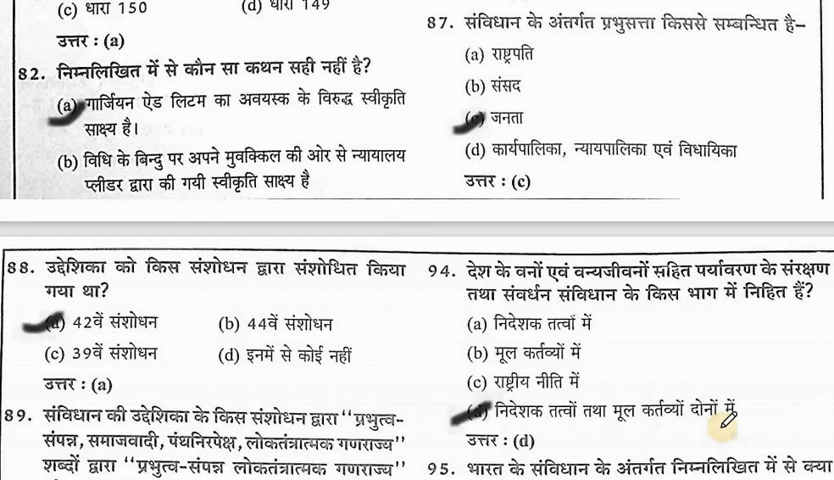 (c) धारा 150
(d) धारा 149
उत्तर : (a)
82. निम्नलिखित में से कौन सा कथन सही नहीं है?
(a) गार्जियन ऐड लिटम का अवयस्क के विरुद्ध स्वीकृति
साक्ष्य है।
(b) विधि के बिन्दु पर अपने मुवक्किल की ओर से न्यायालय
प्लीडर द्वारा की गयी स्वीकृति साक्ष्य है
87. संविधान के अंतर्गत प्रभुसत्ता किससे सम्बन्धित है–
(a) राष्ट्रपति
(b) संसद
(c) जनता
(d) कार्यपालिका, न्यायपालिका एवं विधायिका
उत्तर : (c)
88. उद्देशिका को किस संशोधन द्वारा संशोधित किया
गया था?
(a) 42वें संशोधन
(b) 44वें संशोधन
(c) 39वें संशोधन
(d) इनमें से कोई नहीं
उत्तर : (a)
89. संविधान की उद्देशिका के किस संशोधन द्वारा ‘‘प्रभुत्व-
संपन्न, समाजवादी, पंथनिरपेक्ष, लोकतंत्रात्मक गणराज्य’’
शब्दों द्वारा ‘‘प्रभुत्व-संपन्न लोकतंत्रात्मक गणराज्य’’
94. देश के वनों एवं वन्यजीवनों सहित पर्यावरण के संरक्षण
तथा संवर्धन संविधान के किस भाग में निहित हैं?
(a) निदेशक तत्वों में
(b) मूल कर्तव्यों में
(c) राष्ट्रीय नीति में
(d) निदेशक तत्वों तथा मूल कर्तव्यों दोनों में
उत्तर : (d)
95. भारत के संविधान के अंतर्गत निम्नलिखित में से क्या